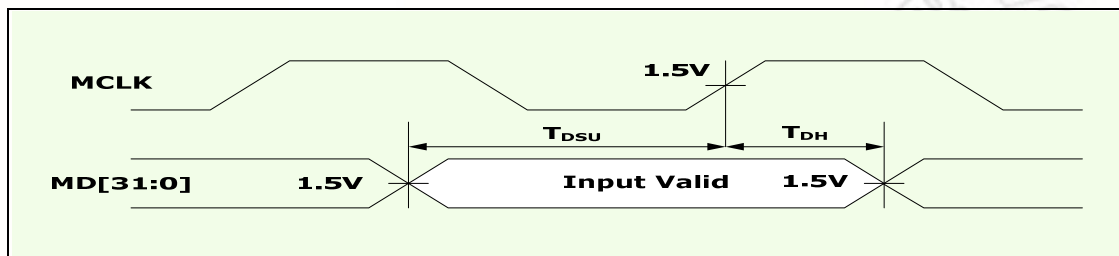 MCLK
1.5V
TDSU
TDH
MD[31:0]
1.5V
Input Valid
1.5V